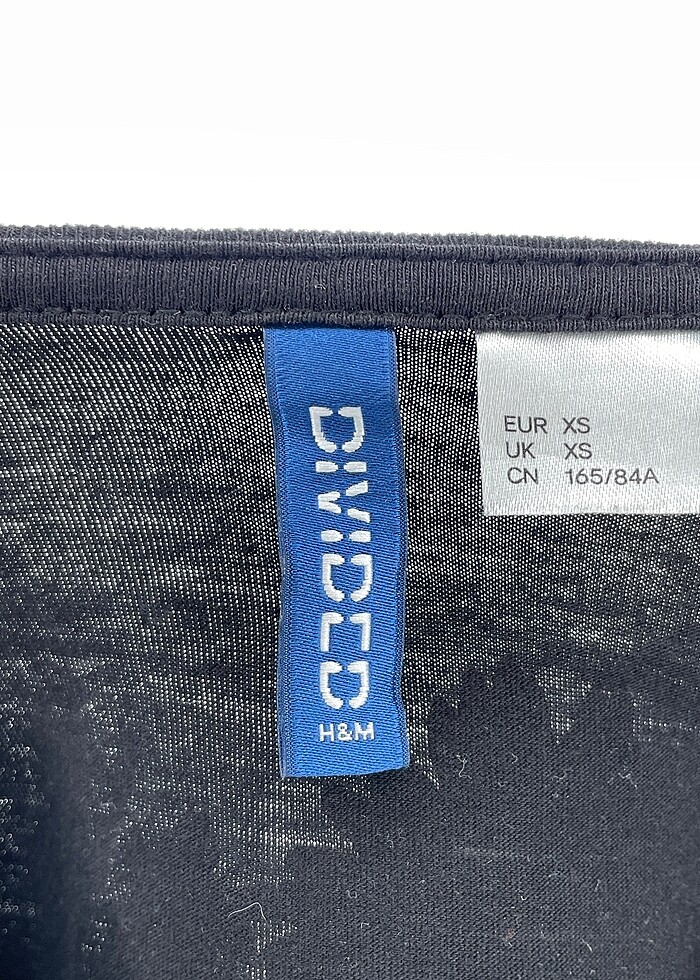 DIVIDED
H&M
EUR XS
UK XS
CN 165/84A